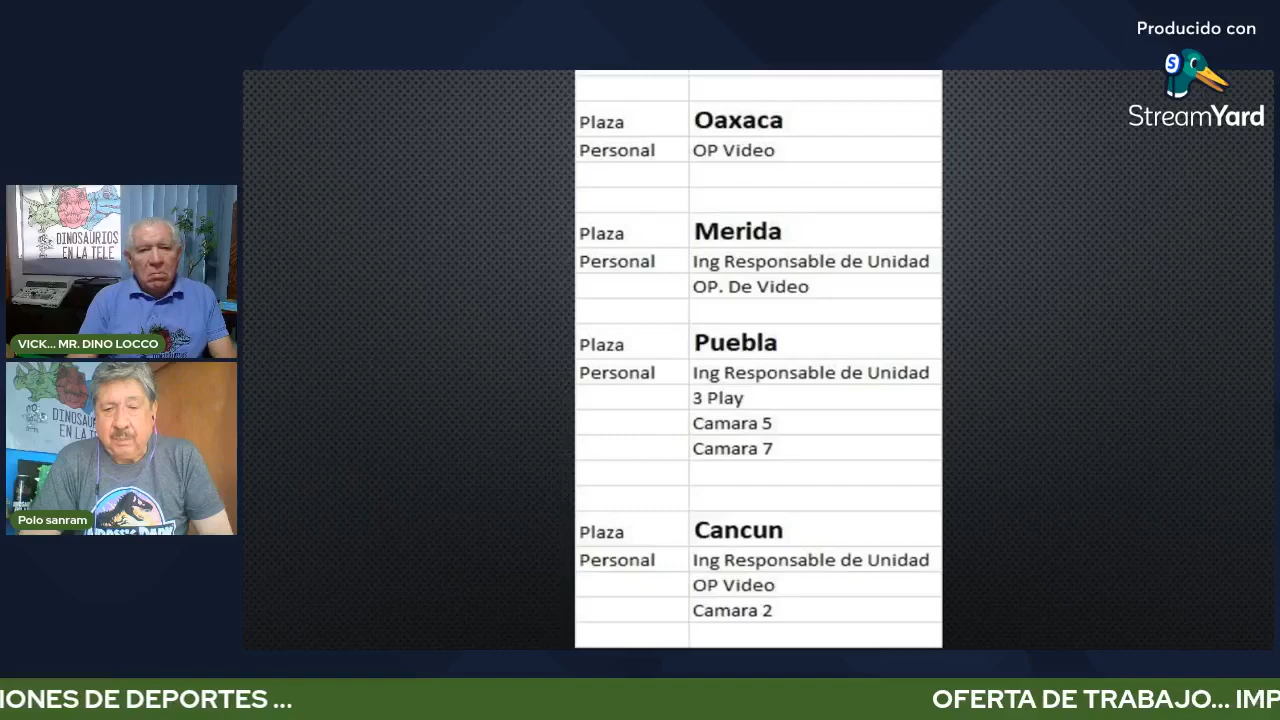 Producido con
StreamYard
Plaza Oaxaca
Personal OP Video
Plaza Merida
Personal Ing Responsable de Unidad
OP. De Video
Plaza Puebla
Personal Ing Responsable de Unidad
3 Play
Camara 5
Camara 7
Plaza Cancun
Personal Ing Responsable de Unidad
OP Video
Camara 2
DINOSAURIOS
EN LA TELE
VICK... MR. DINO LOCCO
EN LA TELE
Polo sanram
IONES DE DEPORTES ...
OFERTA DE TRABAJO... IMP